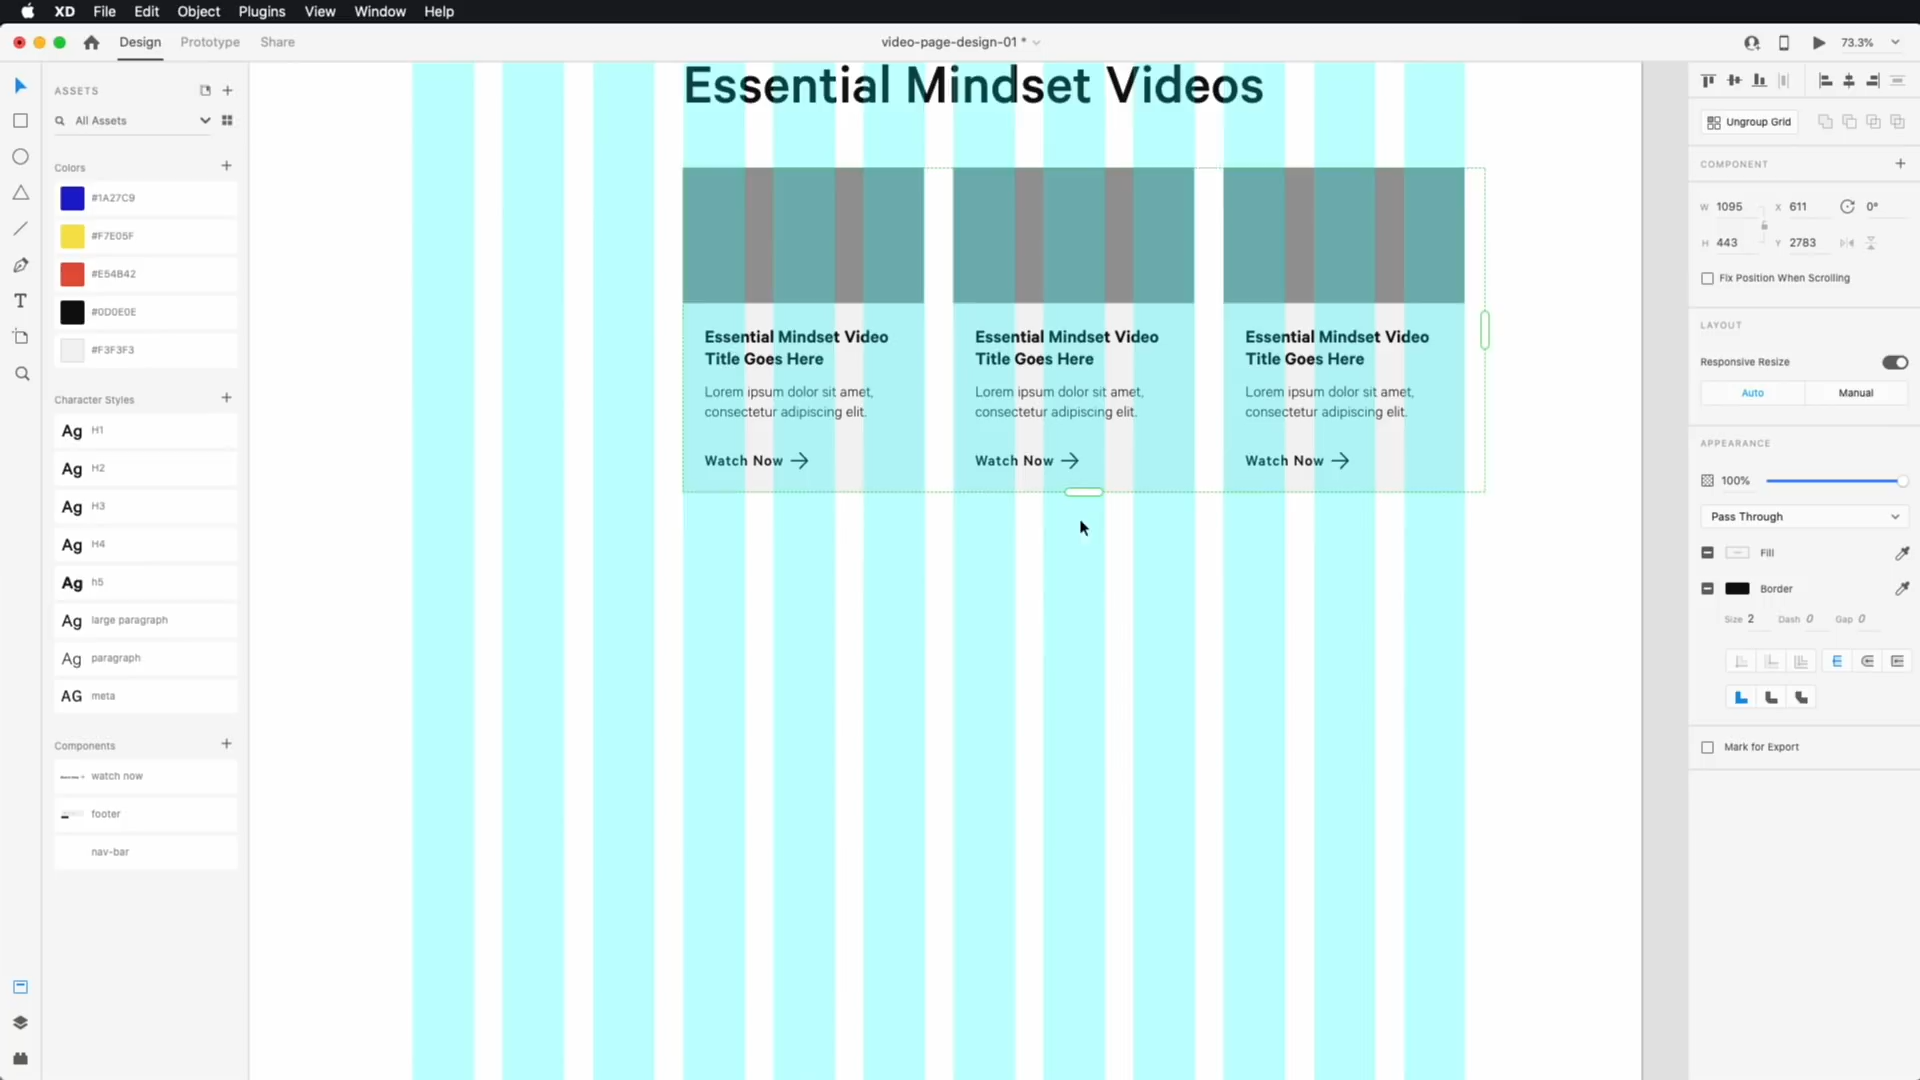 XD File Edit Object Plugins View Window Help
Design Prototype Share
video-page-design-01 *
73.3%
ASSETS
All Assets
Colors
#1A27C9
#F7E05F
#E54B42
#0D0E0E
#F3F3F3
Character Styles
Ag H1
Ag H2
Ag H3
Ag H4
Ag h5
Ag large paragraph
Ag paragraph
AG meta
Components
watch now
footer
nav-bar
Essential Mindset Videos
Essential Mindset Video
Title Goes Here
Lorem ipsum dolor sit amet,
consectetur adipiscing elit.
Watch Now
Essential Mindset Video
Title Goes Here
Lorem ipsum dolor sit amet,
consectetur adipiscing elit.
Watch Now
Essential Mindset Video
Title Goes Here
Lorem ipsum dolor sit amet,
consectetur adipiscing elit.
Watch Now
Ungroup Grid
COMPONENT
W 1095 X 611 0°
H 443 Y 2783
Fix Position When Scrolling
LAYOUT
Responsive Resize
Auto Manual
APPEARANCE
100%
Pass Through
Fill
Border
Size 2 Dash 0 Gap 0
Mark for Export